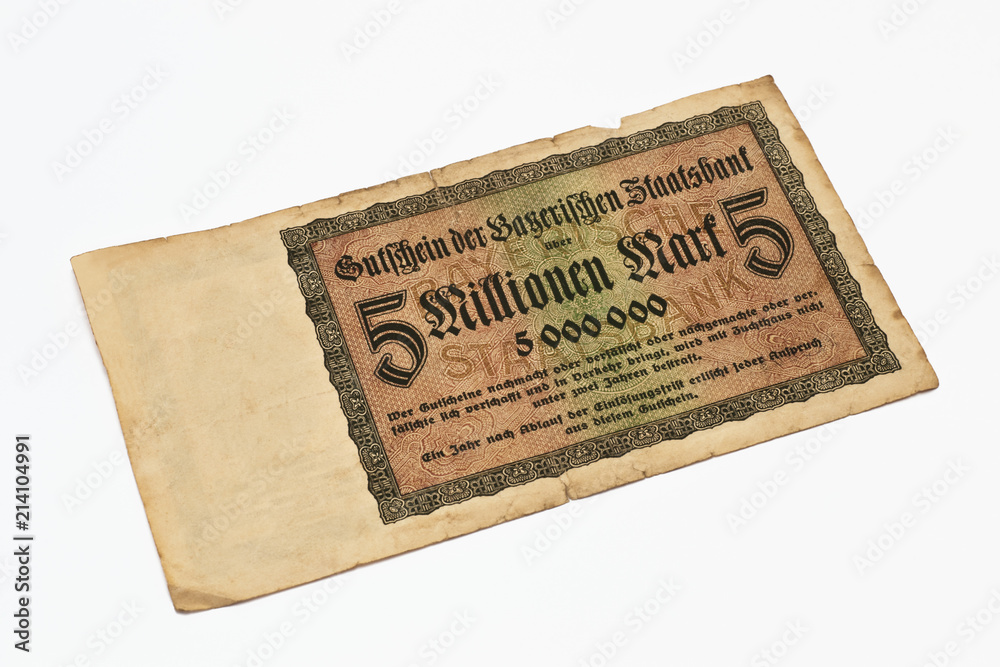 Gutschein der Bayerischen Staatsbank
über
5 Millionen Mark 5
5 000 000
BAYERISCHE
STAATSBANK
Wer Gutscheine nachmacht oder verfälscht oder nachgemachte oder ver-
fälschte sich verschafft und in Verkehr bringt, wird mit Zuchthaus nicht
unter zwei Jahren bestraft.
Ein Jahr nach Ablauf der Einlösungsfrist erlischt jeder Anspruch
aus diesem Gutschein.
Adobe Stock | #214104991